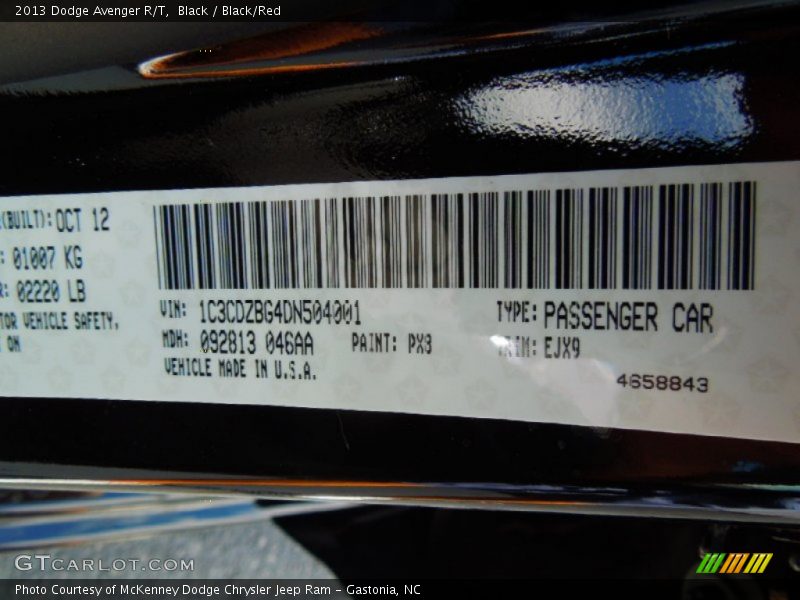 2013 Dodge Avenger R/T, Black / Black/Red
(BUILT): OCT 12
: 01007 KG
R: 02220 LB
TOR VEHICLE SAFETY,
ON
VIN: 1C3CDZBG4DN504001
TYPE: PASSENGER CAR
MDH: 092813 046AA
PAINT: PX8
TRIM: EJX9
VEHICLE MADE IN U.S.A.
4658843
GTCARLOT.COM
Photo Courtesy of McKenney Dodge Chrysler Jeep Ram - Gastonia, NC